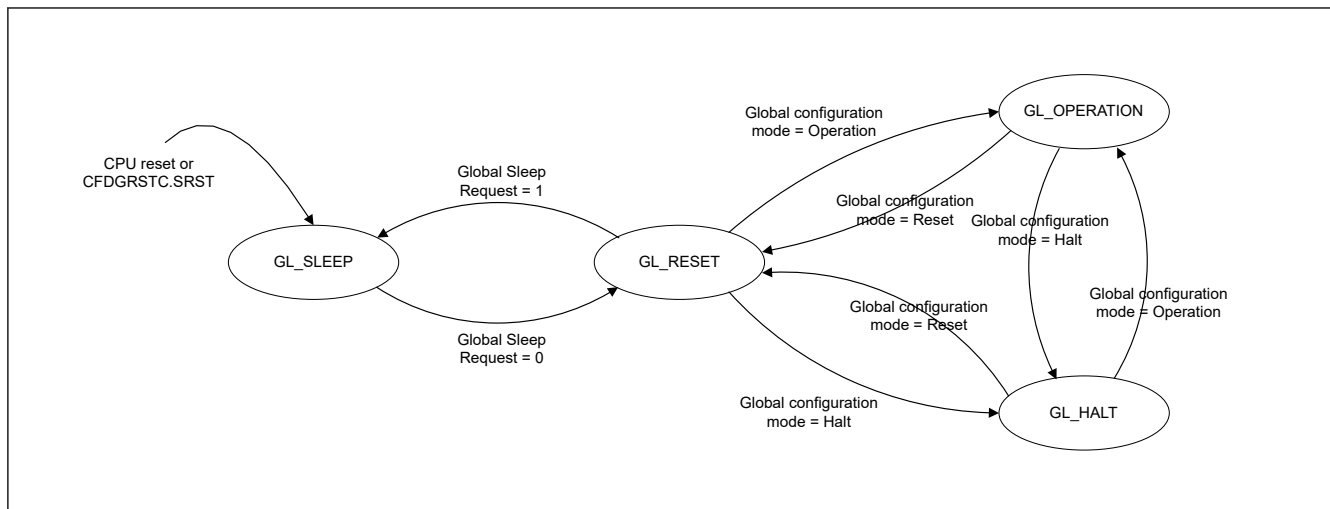 GL_OPERATION
Global configuration
mode = Operation
CPU reset or
CFDGRSTC.SRST
Global Sleep
Request = 1
Global configuration
mode = Reset
Global configuration
mode = Halt
GL_SLEEP
GL_RESET
Global configuration
mode = Operation
Global configuration
mode = Reset
Global Sleep
Request = 0
Global configuration
mode = Halt
GL_HALT